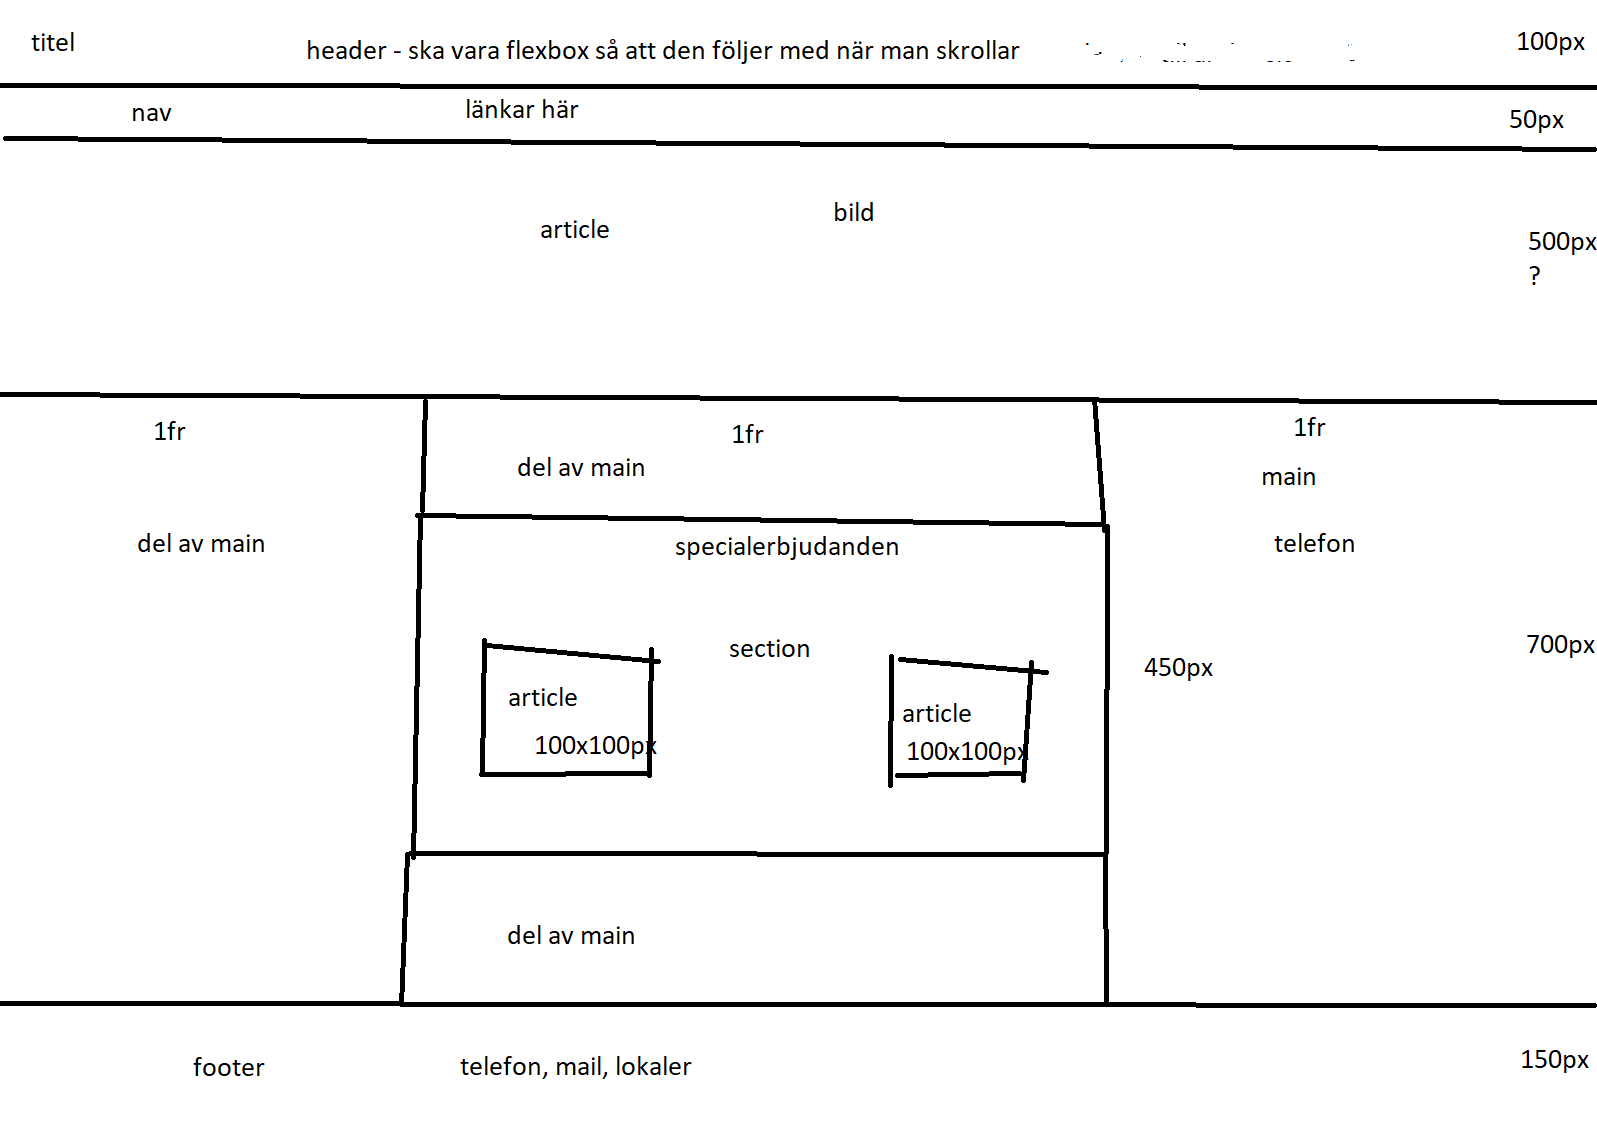 titel
header - ska vara flexbox så att den följer med när man skrollar
100px
nav
länkar här
50px
article
bild
500px
?
1fr
1fr
1fr
del av main
main
del av main
specialerbjudanden
telefon
section
450px
700px
article
100x100px
article
100x100px
del av main
footer
telefon, mail, lokaler
150px